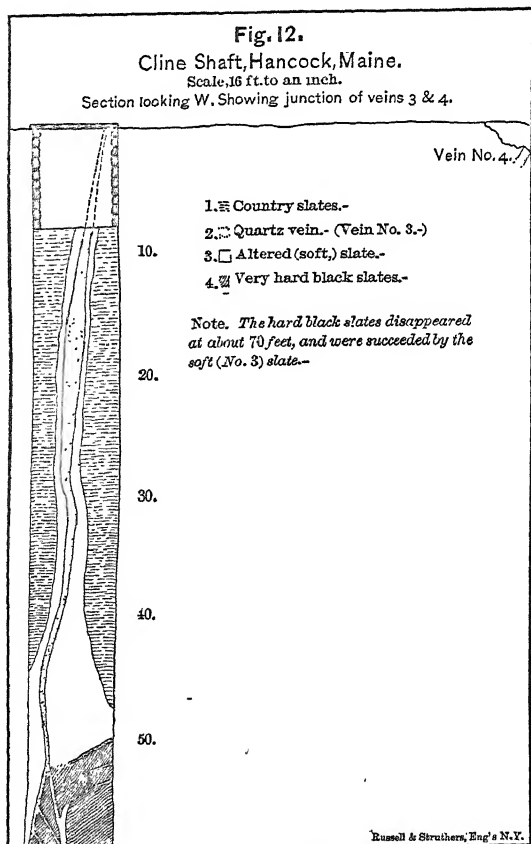 Fig. 12.
Cline Shaft, Hancock, Maine.
Scale, 16 ft. to an inch.
Section looking W. Showing junction of veins 3 & 4.
Vein No. 4.
1. Country slates.-
2. Quartz vein.- (Vein No. 3.-)
3. Altered (soft,) slate.-
4. Very hard black slates.-
Note. The hard black slates disappeared
at about 70 feet, and were succeeded by the
soft (No. 3) slate.-
10.
20.
30.
40.
50.
Russell & Struthers, Eng's N.Y.